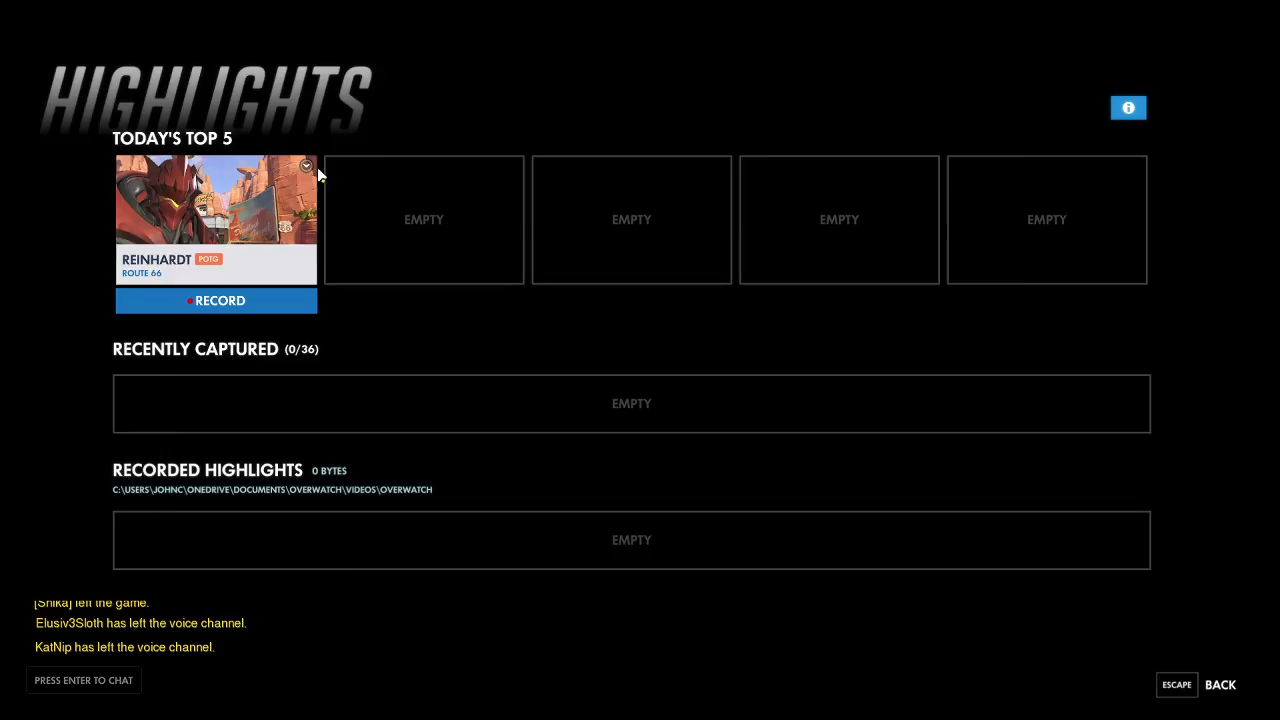 HIGHLIGHTS
TODAY'S TOP 5
REINHARDT POTG
ROUTE 66
RECORD
EMPTY
EMPTY
EMPTY
EMPTY
RECENTLY CAPTURED (0/36)
EMPTY
RECORDED HIGHLIGHTS 0 BYTES
C:\USERS\JOHNC\ONEDRIVE\DOCUMENTS\OVERWATCH\VIDEOS\OVERWATCH
EMPTY
[Shika] left the game.
Elusiv3Sloth has left the voice channel.
KatNip has left the voice channel.
PRESS ENTER TO CHAT
ESCAPE BACK